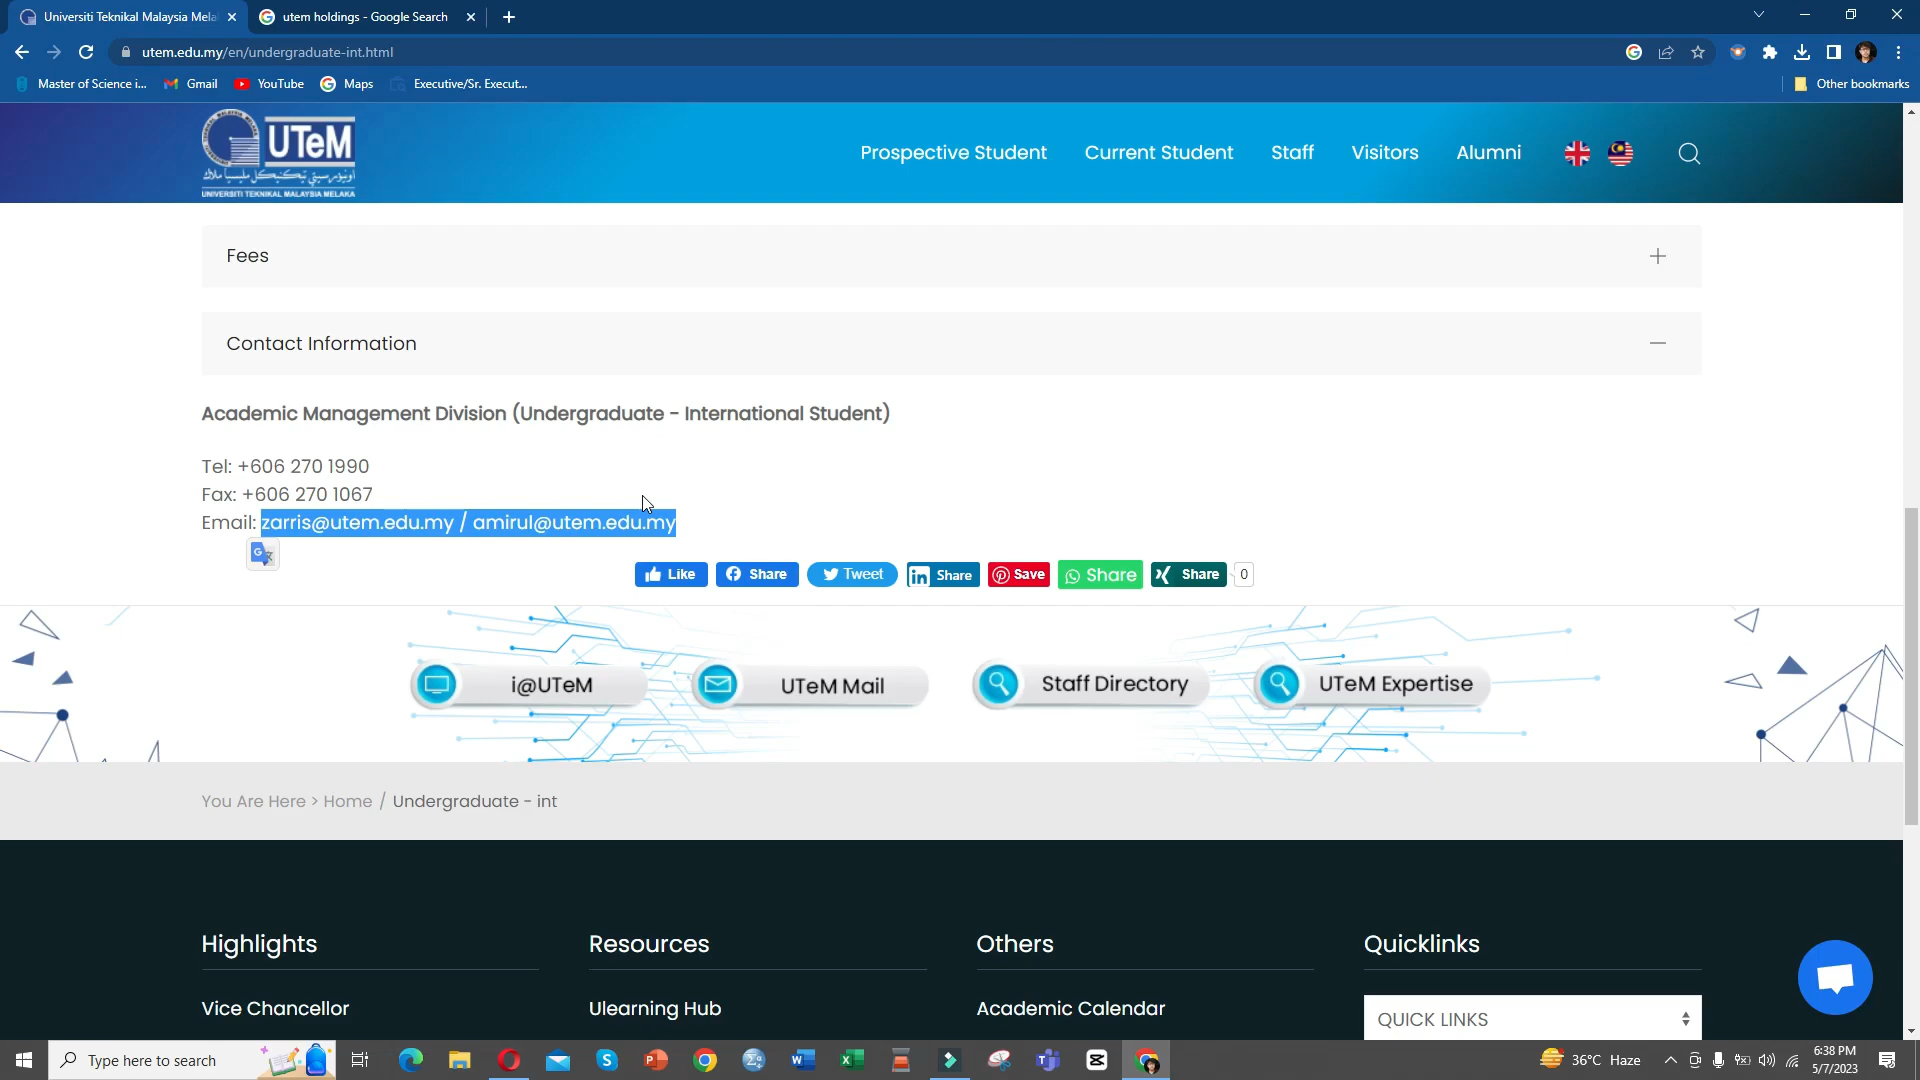 Universiti Teknikal Malaysia Mela
utem holdings - Google Search
utem.edu.my/en/undergraduate-int.html
Master of Science i...
Gmail
YouTube
Maps
Executive/Sr. Execut...
Other bookmarks
UTeM
اونيۏرسيتي تيكنيكل مليسيا ملاك
UNIVERSITI TEKNIKAL MALAYSIA MELAKA
Prospective Student
Current Student
Staff
Visitors
Alumni
Fees
Contact Information
Academic Management Division (Undergraduate - International Student)
Tel: +606 270 1990
Fax: +606 270 1067
Email: zarris@utem.edu.my / amirul@utem.edu.my
Like
Share
Tweet
Share
Save
Share
Share
0
i@UTeM
UTeM Mail
Staff Directory
UTeM Expertise
You Are Here > Home / Undergraduate - int
Highlights
Resources
Others
Quicklinks
Vice Chancellor
Ulearning Hub
Academic Calendar
QUICK LINKS
Type here to search
36°C Haze
6:38 PM
5/7/2023